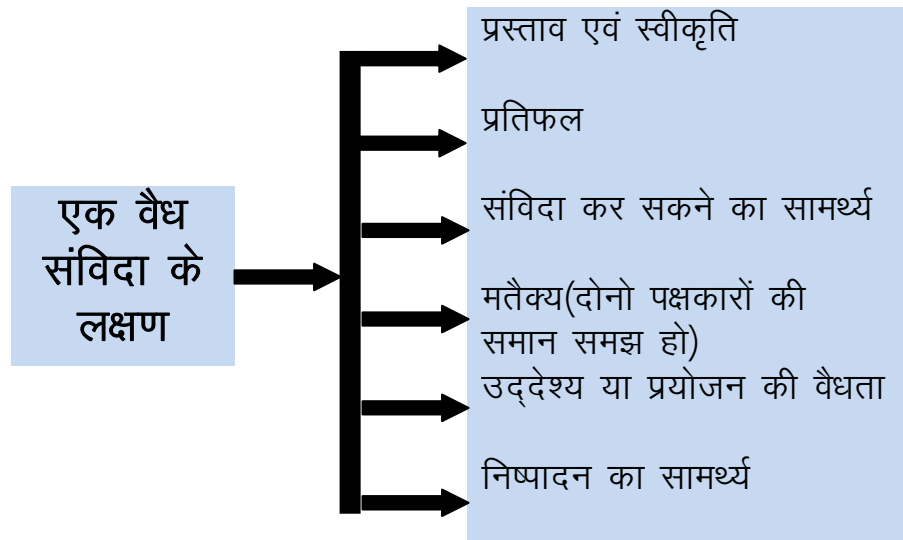 एक वैध
संविदा के
लक्षण
प्रस्ताव एवं स्वीकृति
प्रतिफल
संविदा कर सकने का सामर्थ्य
मतैक्य(दोनो पक्षकारों की
समान समझ हो)
उद्देश्य या प्रयोजन की वैधता
निष्पादन का सामर्थ्य